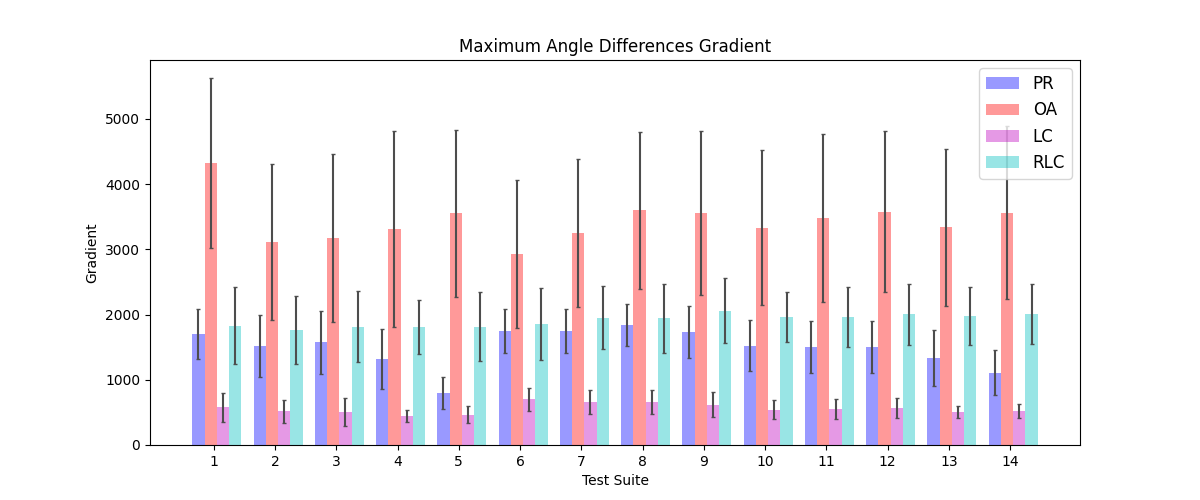 Maximum Angle Differences Gradient
PR
OA
LC
RLC
5000
4000
3000
2000
1000
0
Gradient
1 2 3 4 5 6 7 8 9 10 11 12 13 14
Test Suite